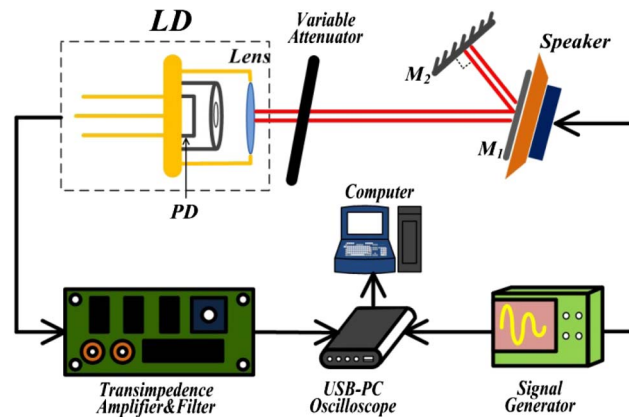 LD
Variable
Attenuator
Lens
M2
Speaker
M1
PD
Computer
Transimpedence
Amplifier&Filter
USB-PC
Oscilloscope
Signal
Generator